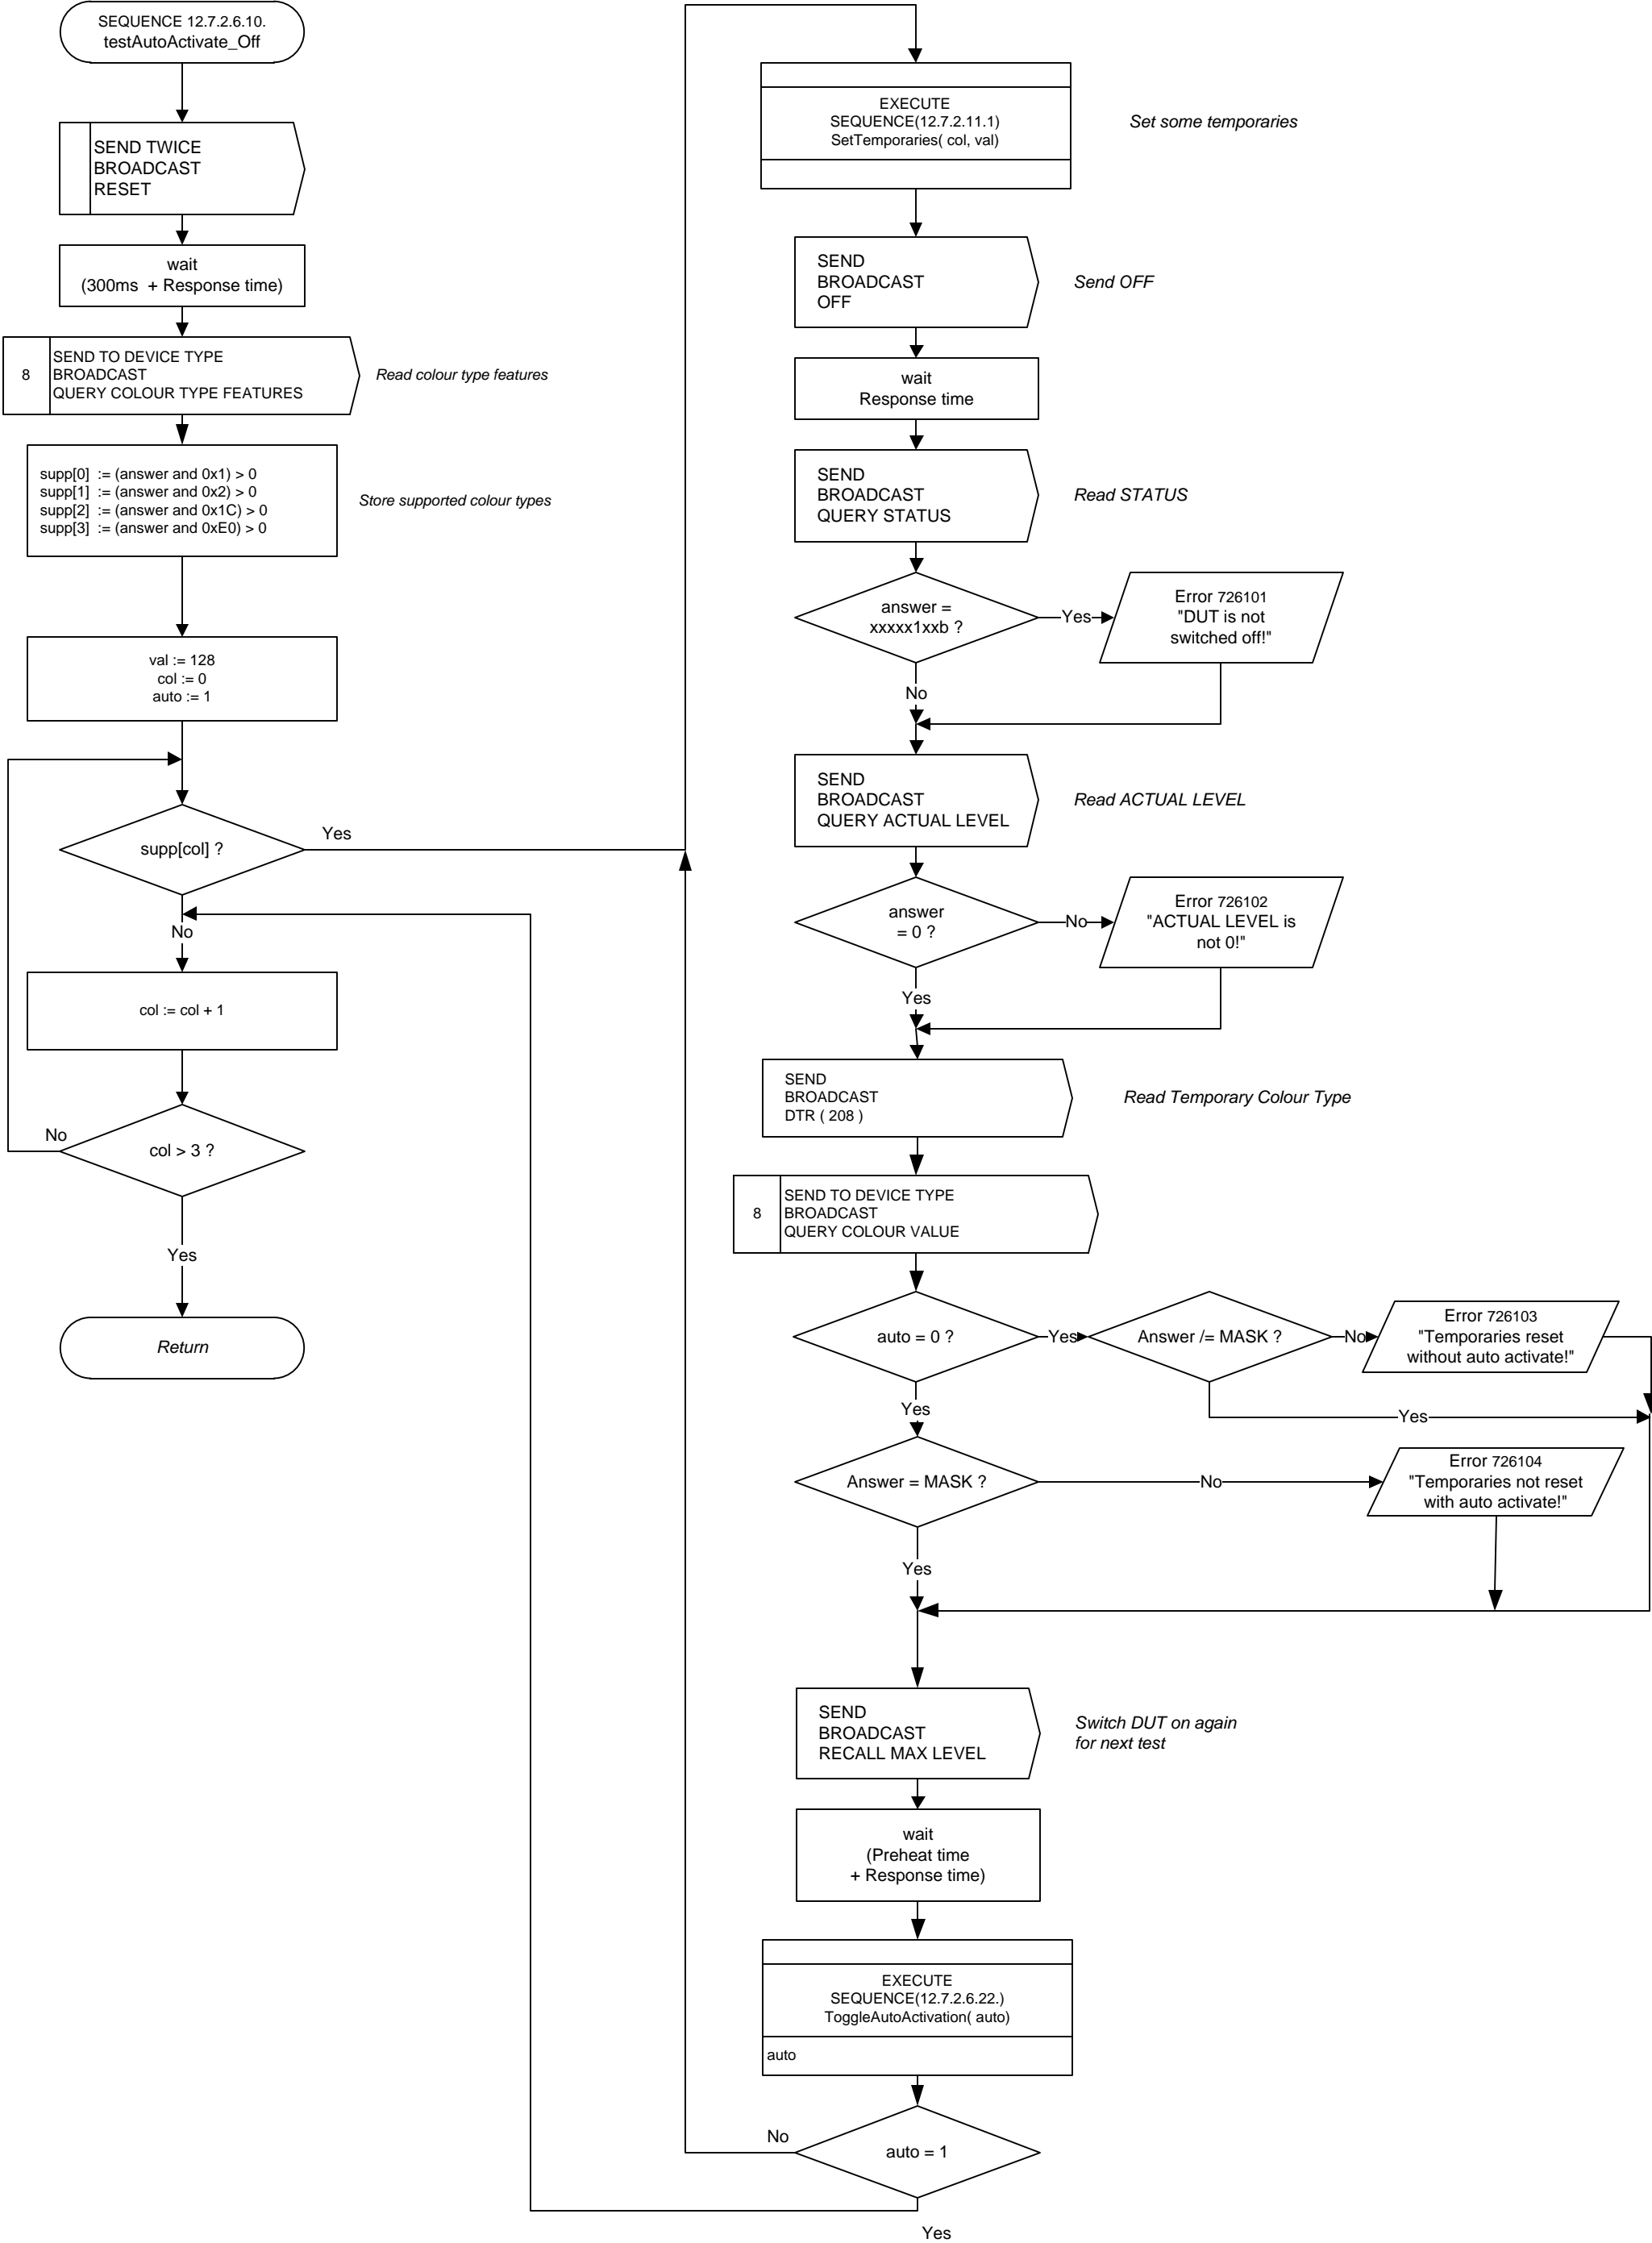 SEQUENCE 12.7.2.6.10.
testAutoActivate_Off
SEND TWICE
BROADCAST
RESET
wait
(300ms + Response time)
8
SEND TO DEVICE TYPE
BROADCAST
QUERY COLOUR TYPE FEATURES
Read colour type features
supp[0] := (answer and 0x1) > 0
supp[1] := (answer and 0x2) > 0
supp[2] := (answer and 0x1C) > 0
supp[3] := (answer and 0xE0) > 0
Store supported colour types
val := 128
col := 0
auto := 1
supp[col] ?
Yes
No
col := col + 1
col > 3 ?
No
Yes
Return
EXECUTE
SEQUENCE(12.7.2.11.1)
SetTemporaries( col, val)
Set some temporaries
SEND
BROADCAST
OFF
Send OFF
wait
Response time
SEND
BROADCAST
QUERY STATUS
Read STATUS
answer =
xxxxx1xxb ?
Yes
Error 726101
"DUT is not
switched off!"
No
SEND
BROADCAST
QUERY ACTUAL LEVEL
Read ACTUAL LEVEL
answer
= 0 ?
No
Error 726102
"ACTUAL LEVEL is
not 0!"
Yes
SEND
BROADCAST
DTR ( 208 )
Read Temporary Colour Type
8
SEND TO DEVICE TYPE
BROADCAST
QUERY COLOUR VALUE
auto = 0 ?
Yes
Answer /= MASK ?
No
Error 726103
"Temporaries reset
without auto activate!"
Yes
Yes
Answer = MASK ?
No
Error 726104
"Temporaries not reset
with auto activate!"
Yes
SEND
BROADCAST
RECALL MAX LEVEL
Switch DUT on again
for next test
wait
(Preheat time
+ Response time)
EXECUTE
SEQUENCE(12.7.2.6.22.)
ToggleAutoActivation( auto)
auto
auto = 1
No
Yes